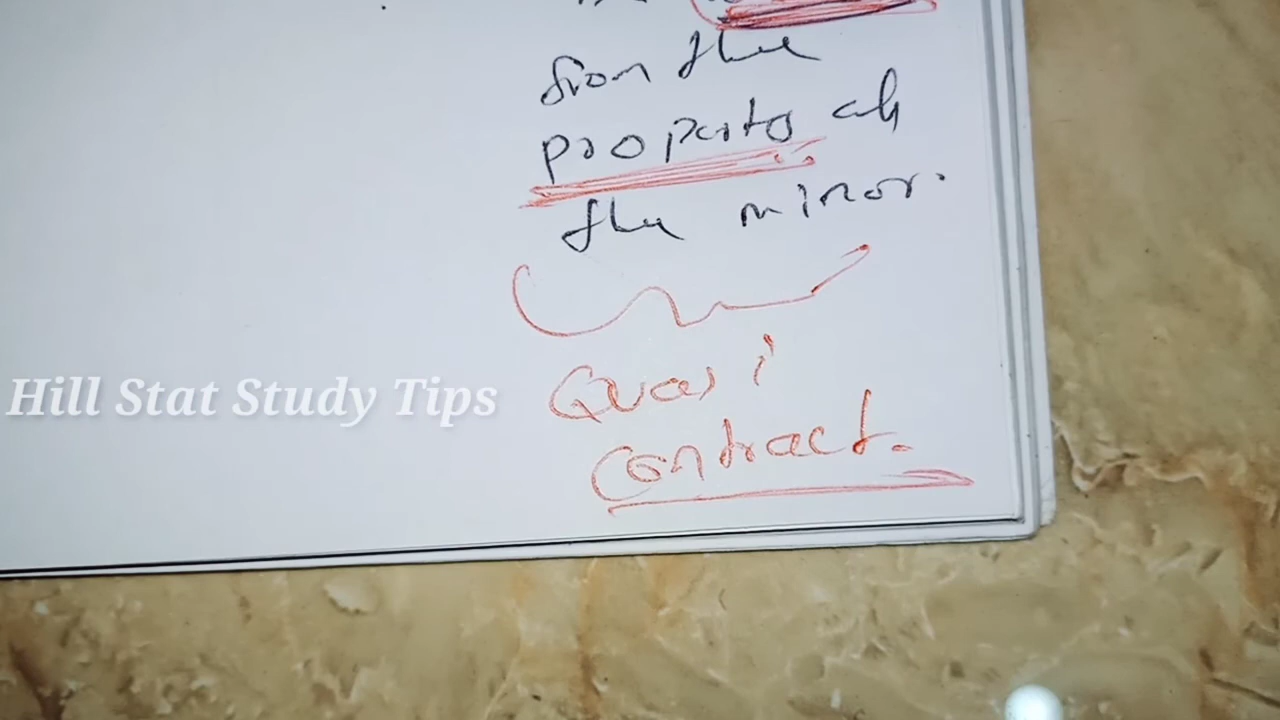 from the
property of
the minor.
Quasi
Hill Stat Study Tips
contract.